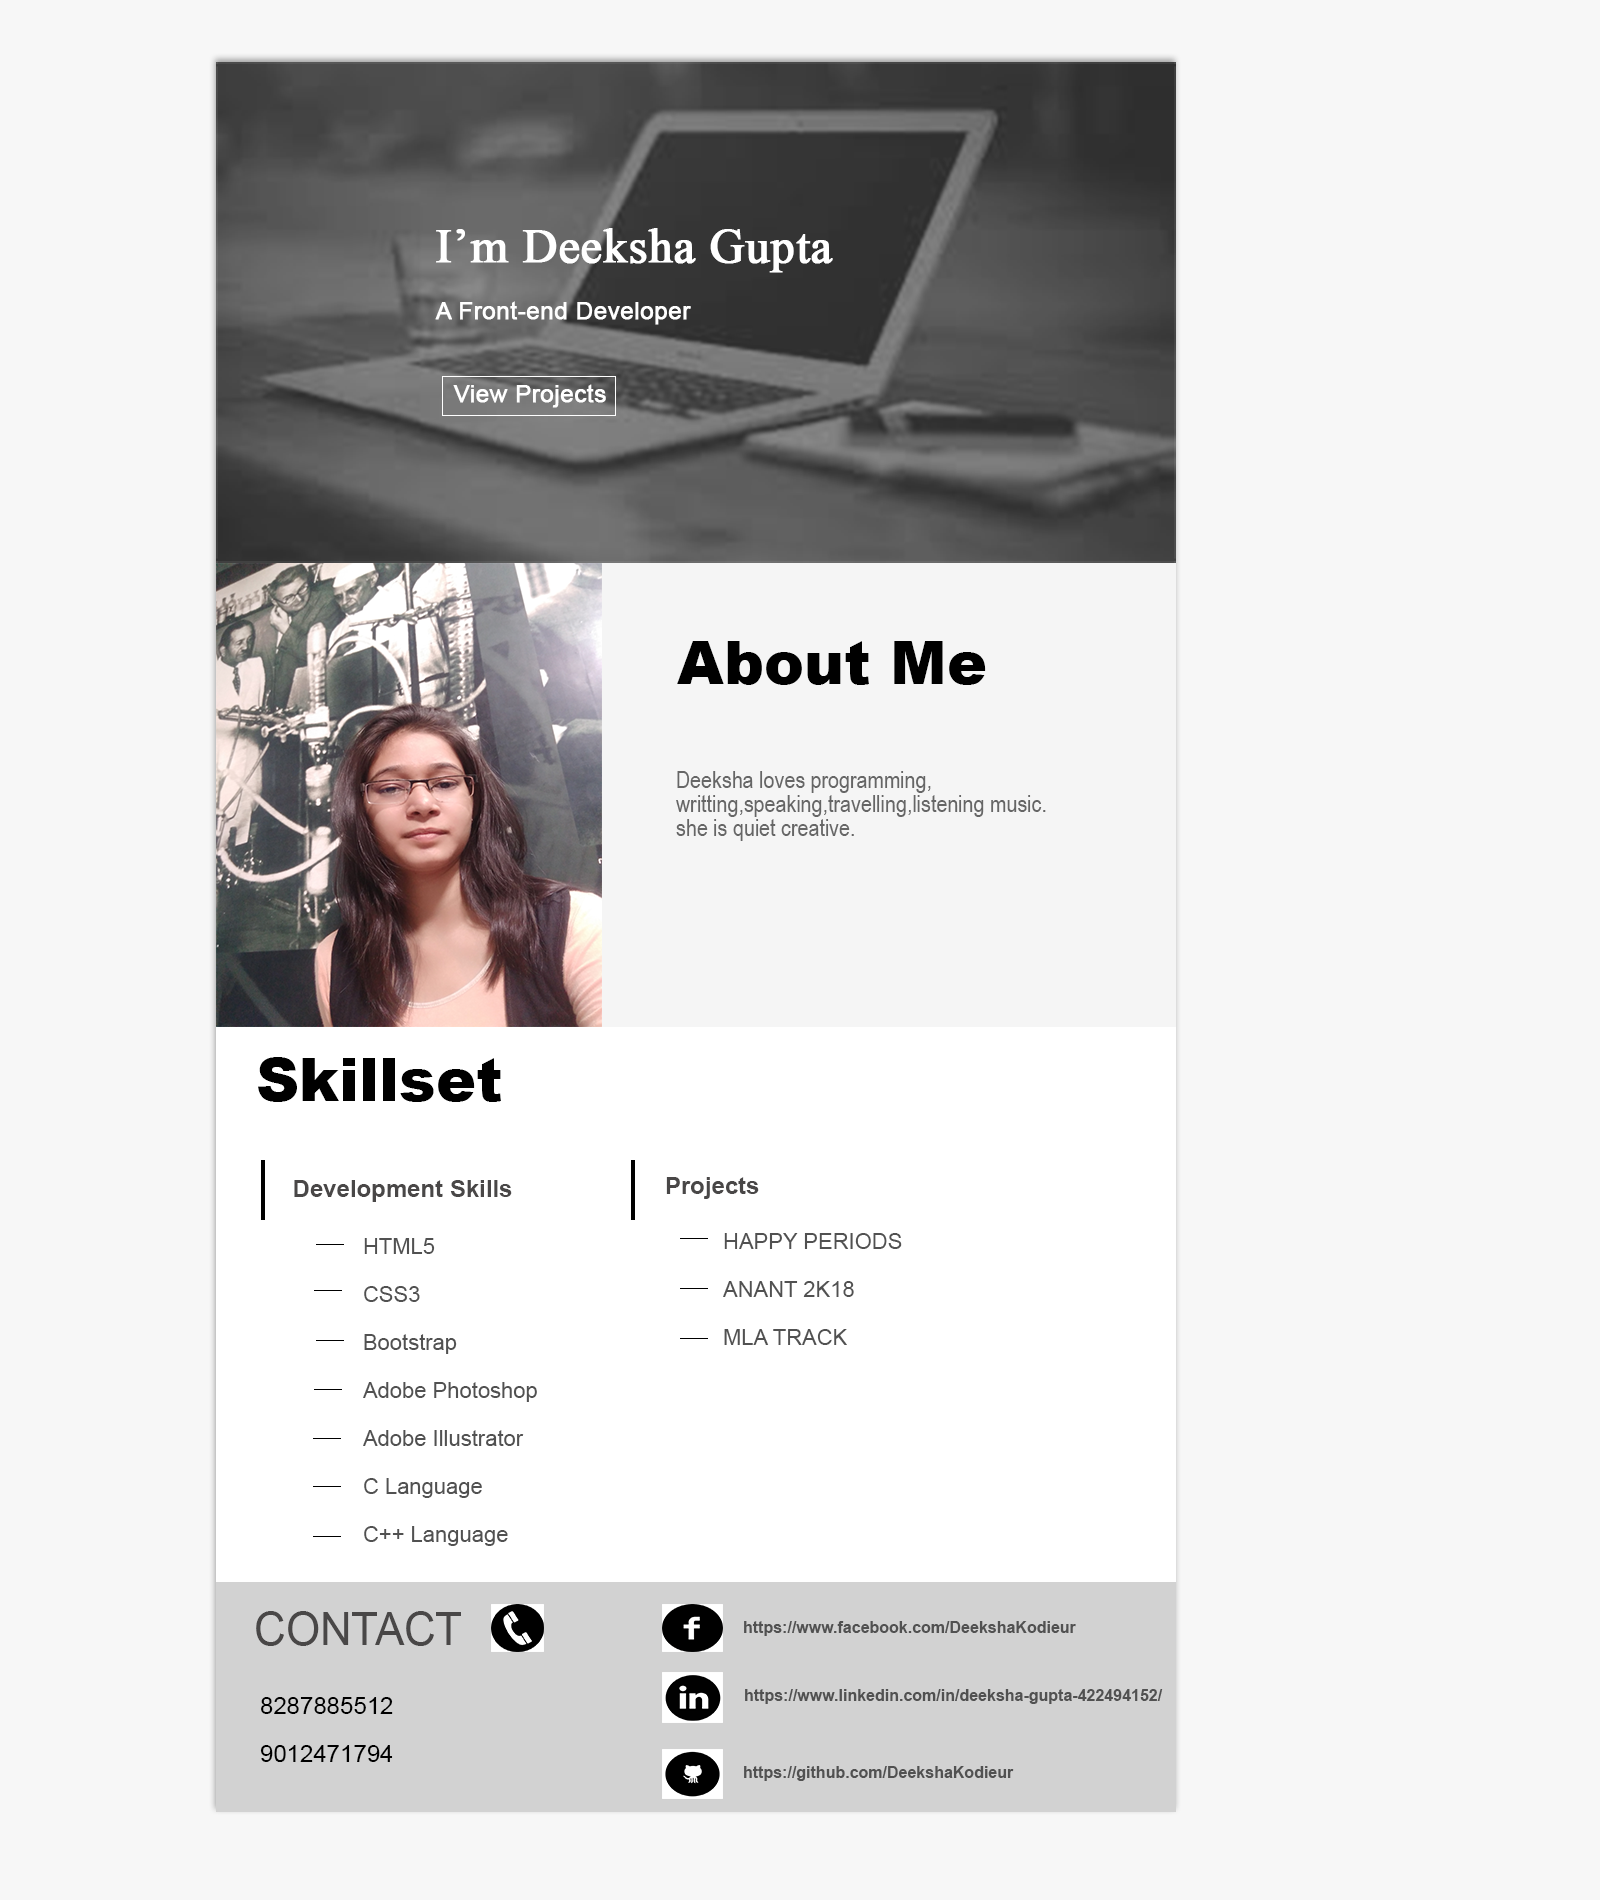 I’m Deeksha Gupta
A Front-end Developer
View Projects
About Me
Deeksha loves programming,
writting,speaking,travelling,listening music.
she is quiet creative.
Skillset
Development Skills
HTML5
CSS3
Bootstrap
Adobe Photoshop
Adobe Illustrator
C Language
C++ Language
Projects
HAPPY PERIODS
ANANT 2K18
MLA TRACK
CONTACT
8287885512
9012471794
f
https://www.facebook.com/DeekshaKodieur
in
https://www.linkedin.com/in/deeksha-gupta-422494152/
https://github.com/DeekshaKodieur